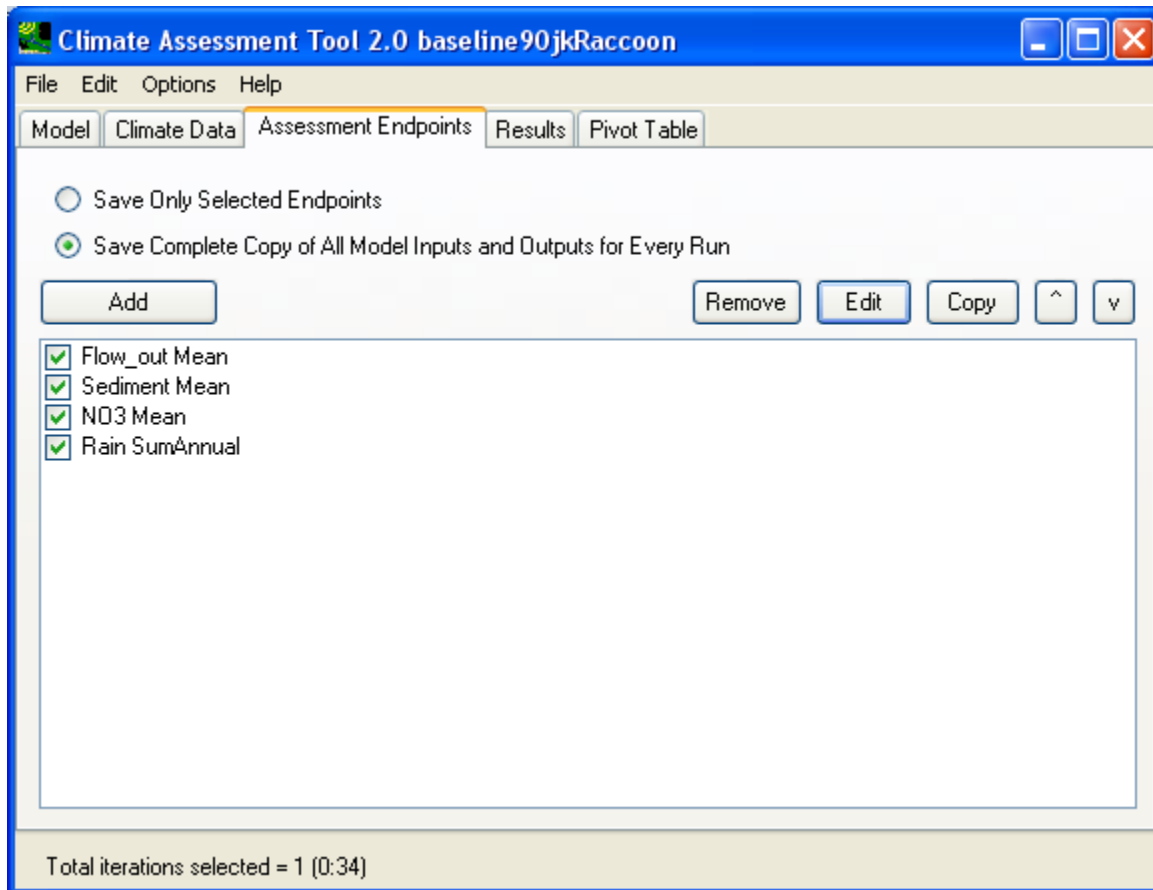 Climate Assessment Tool 2.0 baseline90jkRaccoon
File Edit Options Help
Model Climate Data Assessment Endpoints Results Pivot Table
Save Only Selected Endpoints
Save Complete Copy of All Model Inputs and Outputs for Every Run
Add Remove Edit Copy ^ v
Flow_out Mean
Sediment Mean
NO3 Mean
Rain SumAnnual
Total iterations selected = 1 (0:34)